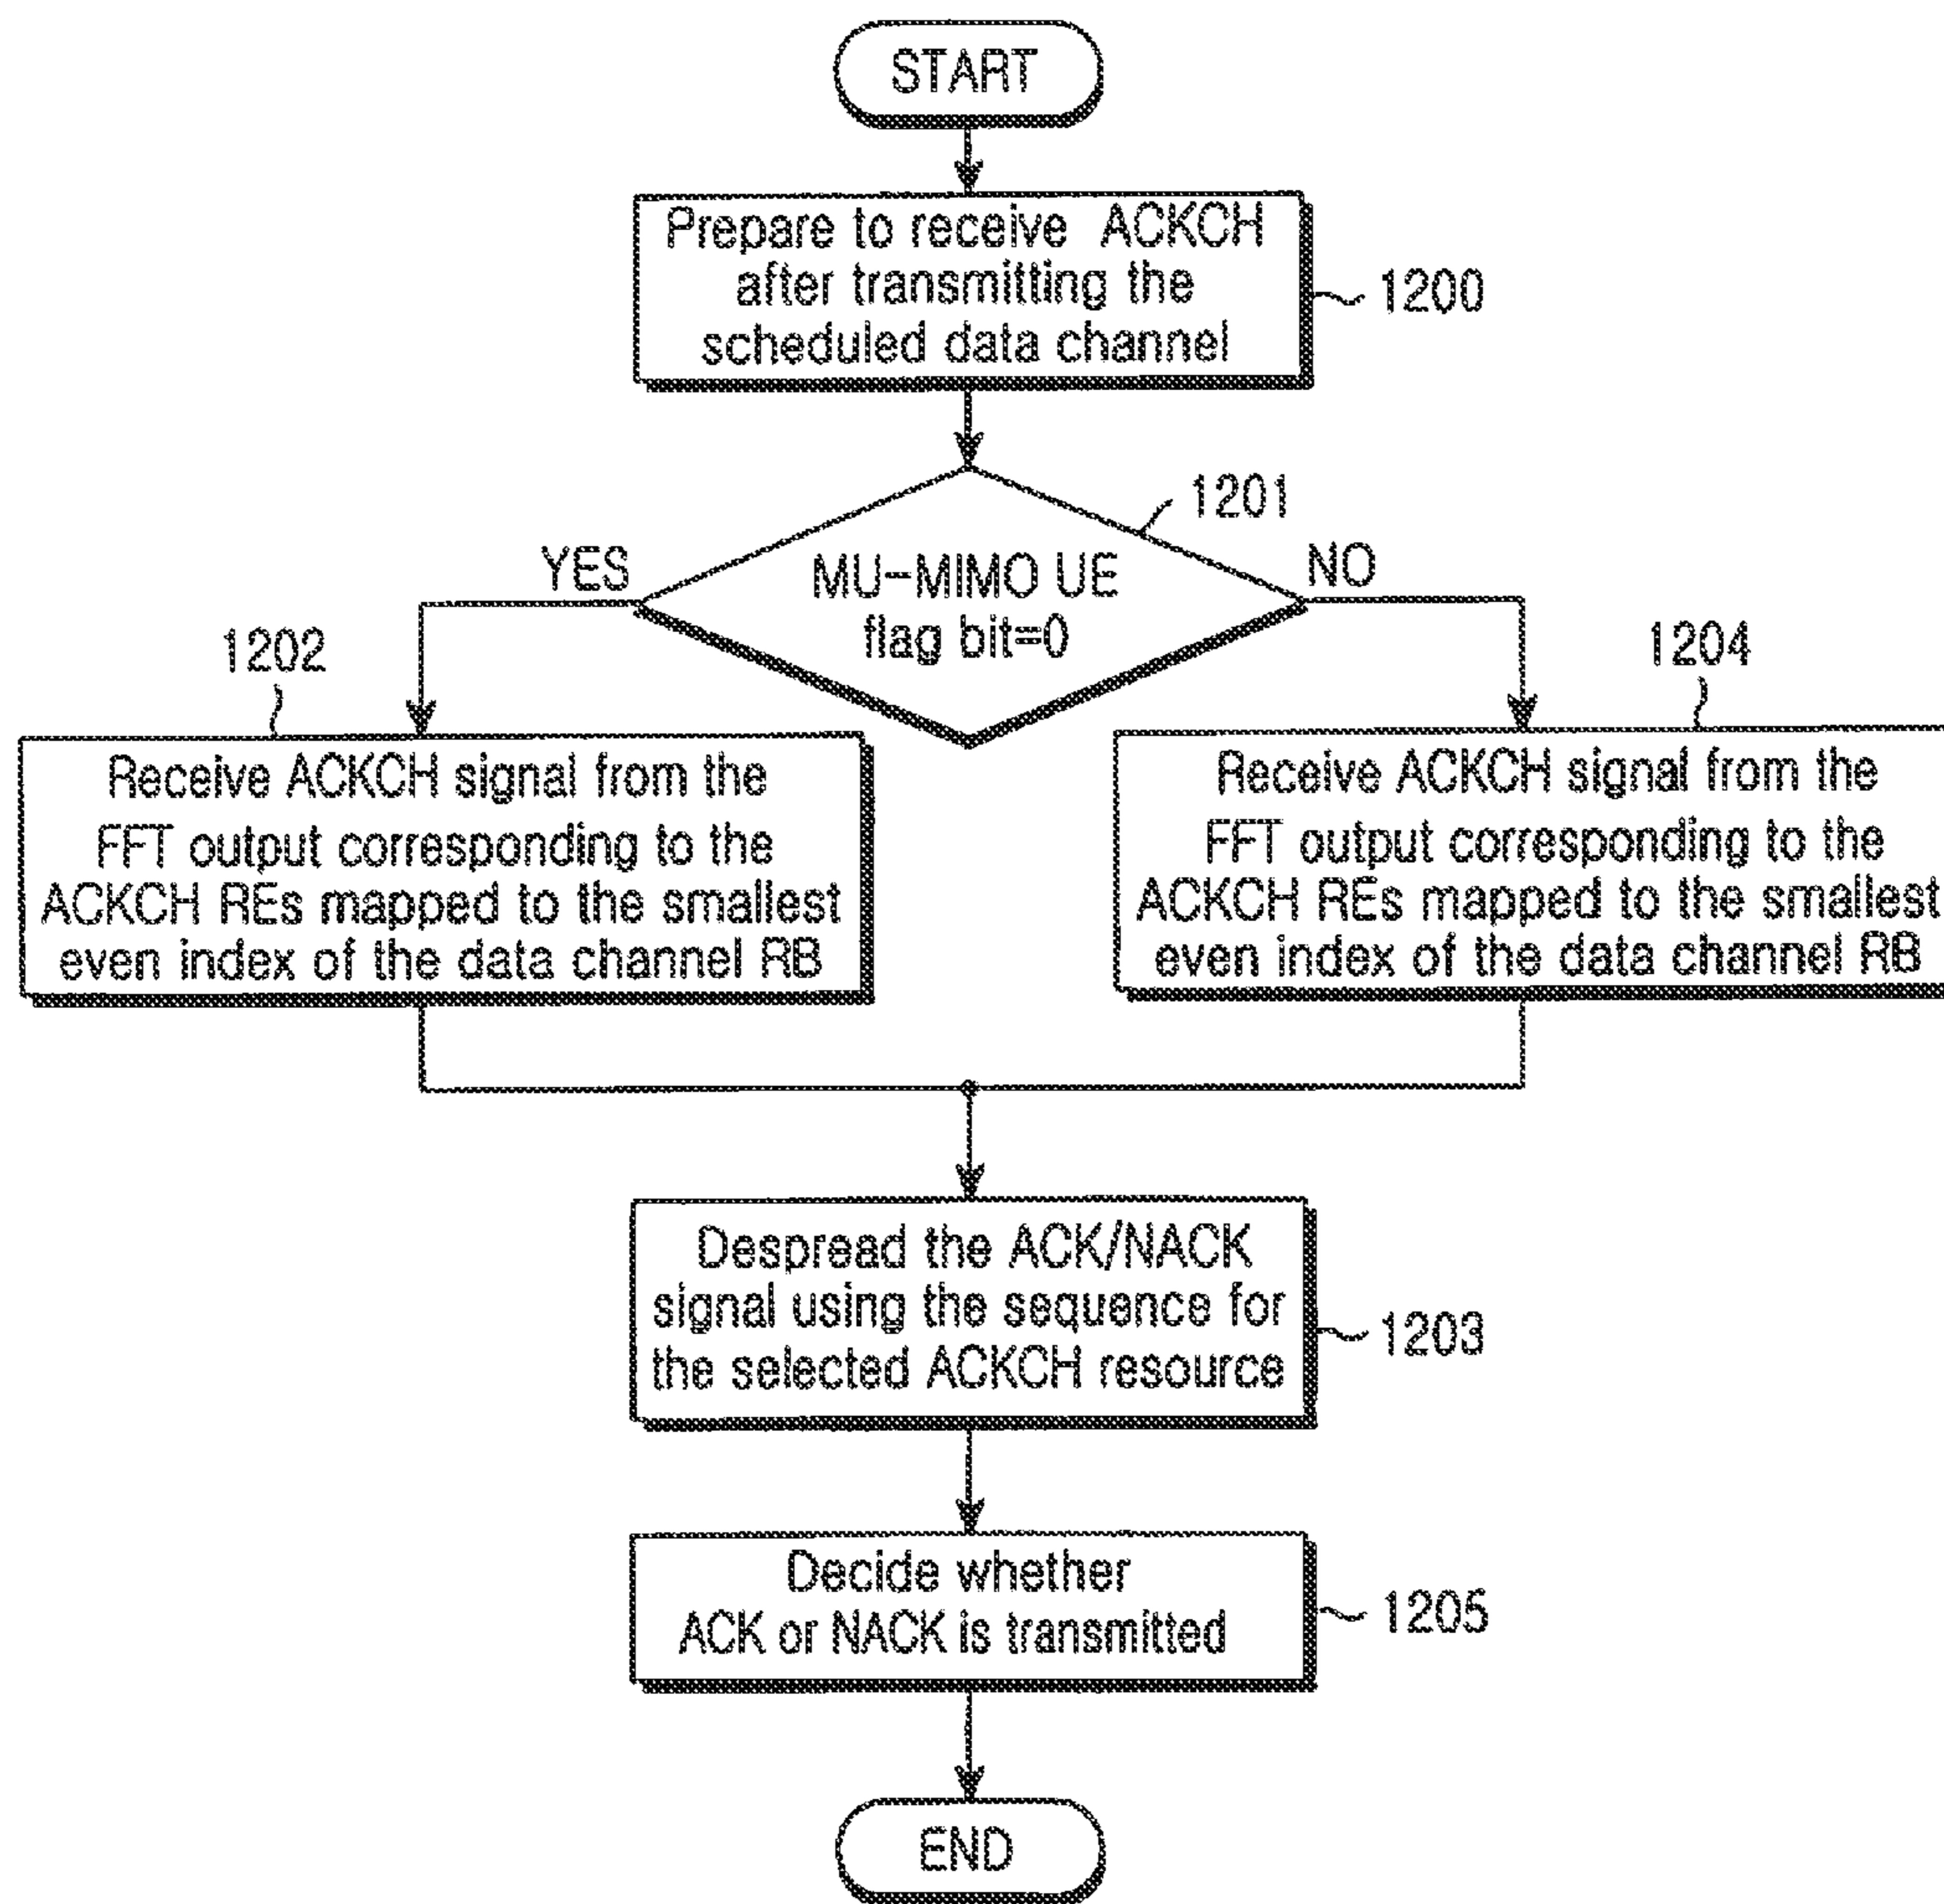 START
Prepare to receive ACKCH
after transmitting the
scheduled data channel
1200
1201
MU-MIMO UE
flag bit=0
YES
NO
1202
Receive ACKCH signal from the
FFT output corresponding to the
ACKCH REs mapped to the smallest
even index of the data channel RB
1204
Receive ACKCH signal from the
FFT output corresponding to the
ACKCH REs mapped to the smallest
even index of the data channel RB
Despread the ACK/NACK
signal using the sequence for
the selected ACKCH resource
1203
Decide whether
ACK or NACK is transmitted
1205
END